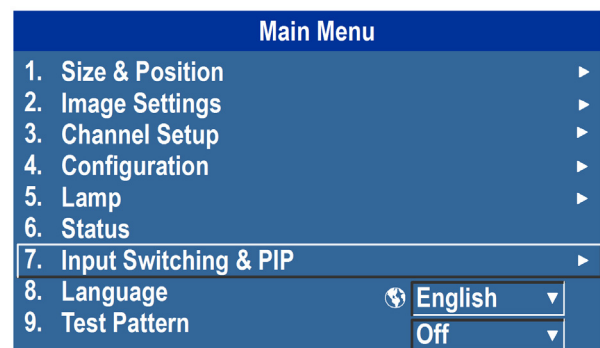 Main Menu
1. Size & Position
2. Image Settings
3. Channel Setup
4. Configuration
5. Lamp
6. Status
7. Input Switching & PIP
8. Language English
9. Test Pattern Off